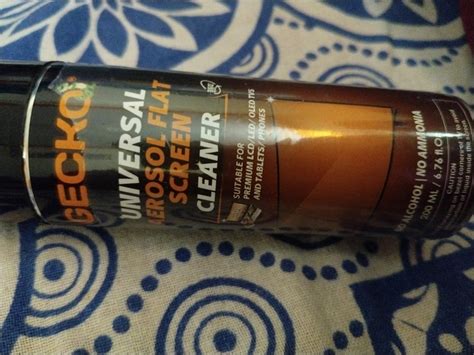 GECKO
UNIVERSAL
AEROSOL FLAT
SCREEN
CLEANER
SUITABLE FOR
PREMIUM LCD/LED/OLED TVS
AND TABLETS/PHONES
NO ALCOHOL | NO AMMONIA
200 ML / 6.76 fl.oz
CAUTION